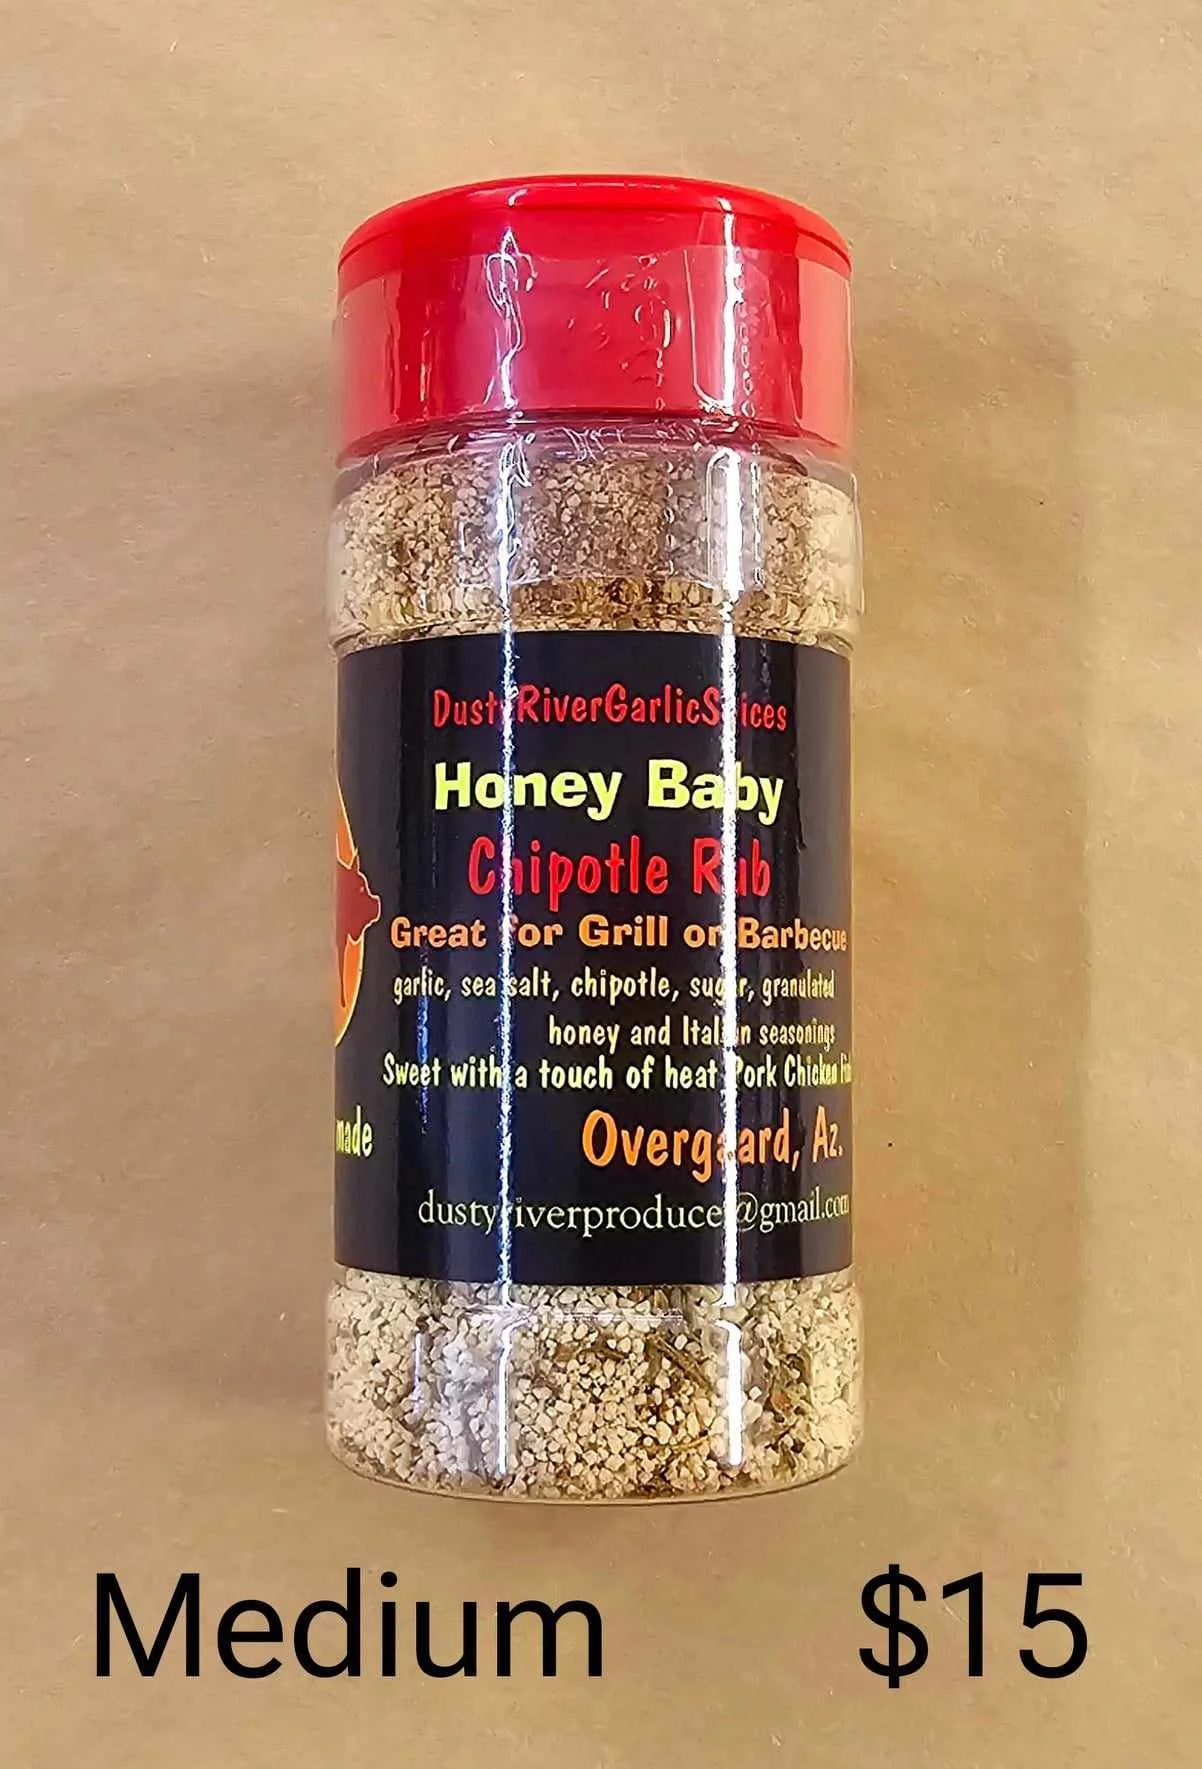 DustyRiverGarlicSpices
Honey Baby
Chipotle Rub
Great for Grill or Barbecue
garlic, sea salt, chipotle, sugar, granulated
honey and Italian seasonings
Sweet with a touch of heat Pork Chicken
made
Overgaard, Az.
dustyriverproduce@gmail.com
Medium $15